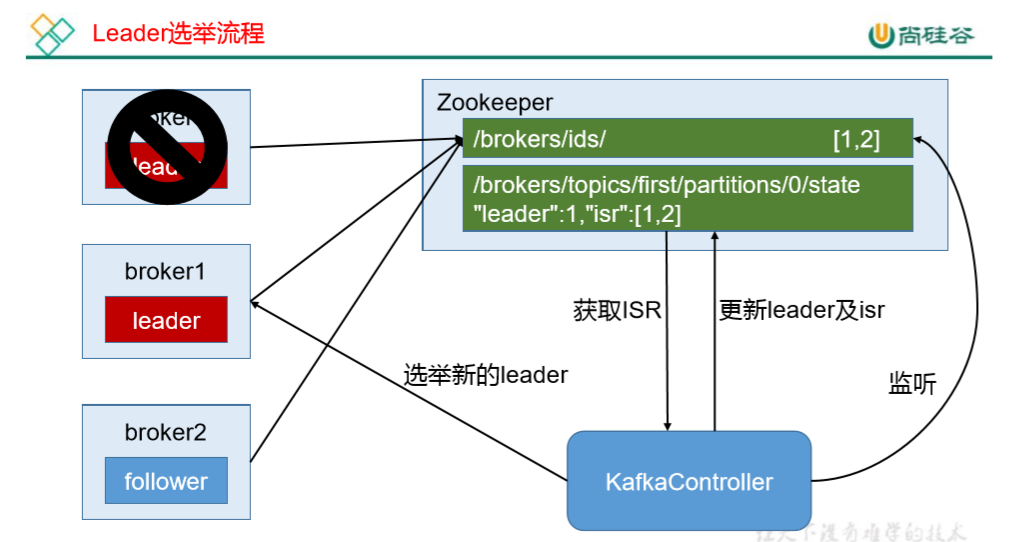 Leader选举流程
尚硅谷
Zookeeper
/brokers/ids/ [1,2]
/brokers/topics/first/partitions/0/state
"leader":1,"isr":[1,2]
broker1
leader
broker2
follower
获取ISR
更新leader及isr
选举新的leader
监听
KafkaController